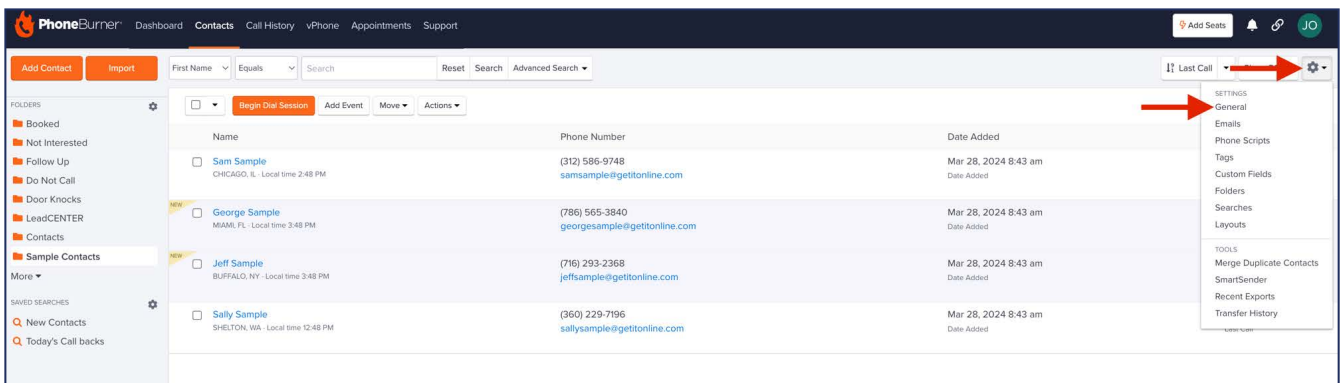 PhoneBurner Dashboard Contacts Call History vPhone Appointments Support Add Seats JO
Add Contact Import First Name Equals Search Reset Search Advanced Search Last Call
FOLDERS
Booked
Not Interested
Follow Up
Do Not Call
Door Knocks
LeadCENTER
Contacts
Sample Contacts
More
SAVED SEARCHES
New Contacts
Today's Call backs
Begin Dial Session Add Event Move Actions
Name Phone Number Date Added
Sam Sample (312) 586-9748 Mar 28, 2024 8:43 am
CHICAGO, IL - Local time 2:48 PM samsample@getitonline.com Date Added
NEW
George Sample (786) 565-3840 Mar 28, 2024 8:43 am
MIAMI, FL - Local time 3:48 PM georgesample@getitonline.com Date Added
NEW
Jeff Sample (716) 293-2368 Mar 28, 2024 8:43 am
BUFFALO, NY - Local time 3:48 PM jeffsample@getitonline.com Date Added
Sally Sample (360) 229-7196 Mar 28, 2024 8:43 am
SHELTON, WA - Local time 12:48 PM sallysample@getitonline.com Date Added Last Call
SETTINGS
General
Emails
Phone Scripts
Tags
Custom Fields
Folders
Searches
Layouts
TOOLS
Merge Duplicate Contacts
SmartSender
Recent Exports
Transfer History